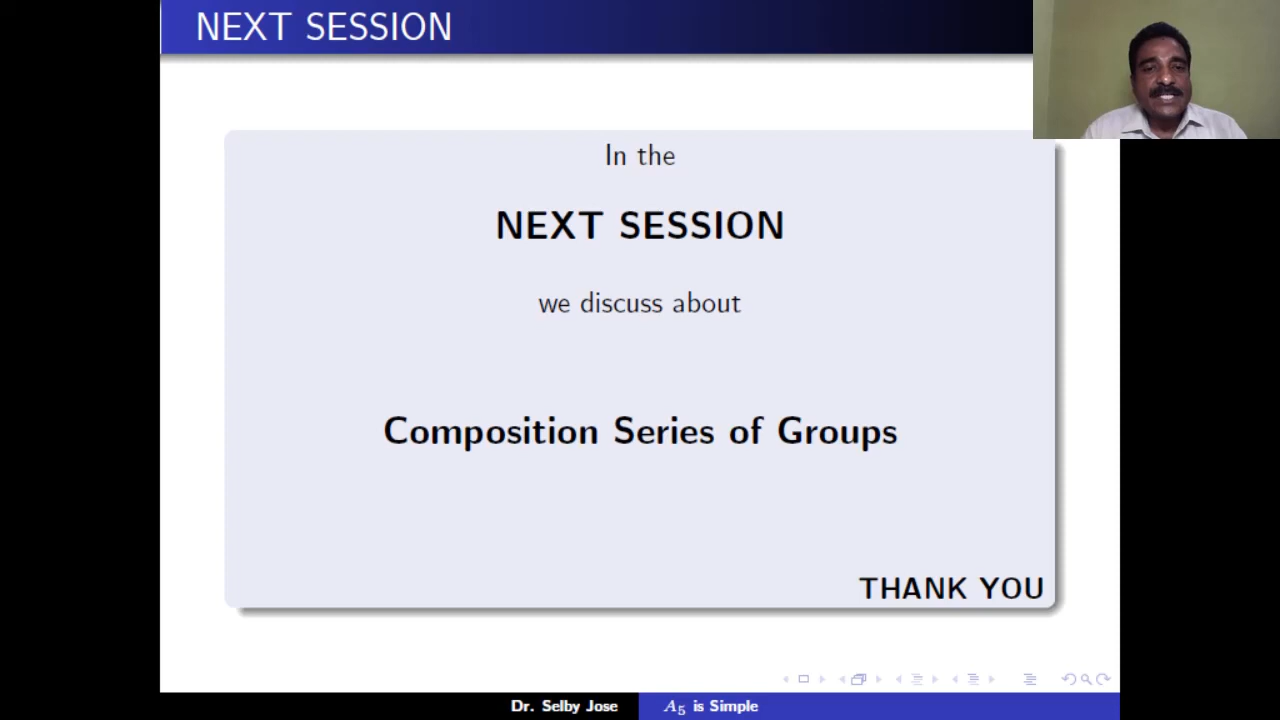 NEXT SESSION
In the
NEXT SESSION
we discuss about
Composition Series of Groups
THANK YOU
Dr. Selby Jose
A₅ is Simple